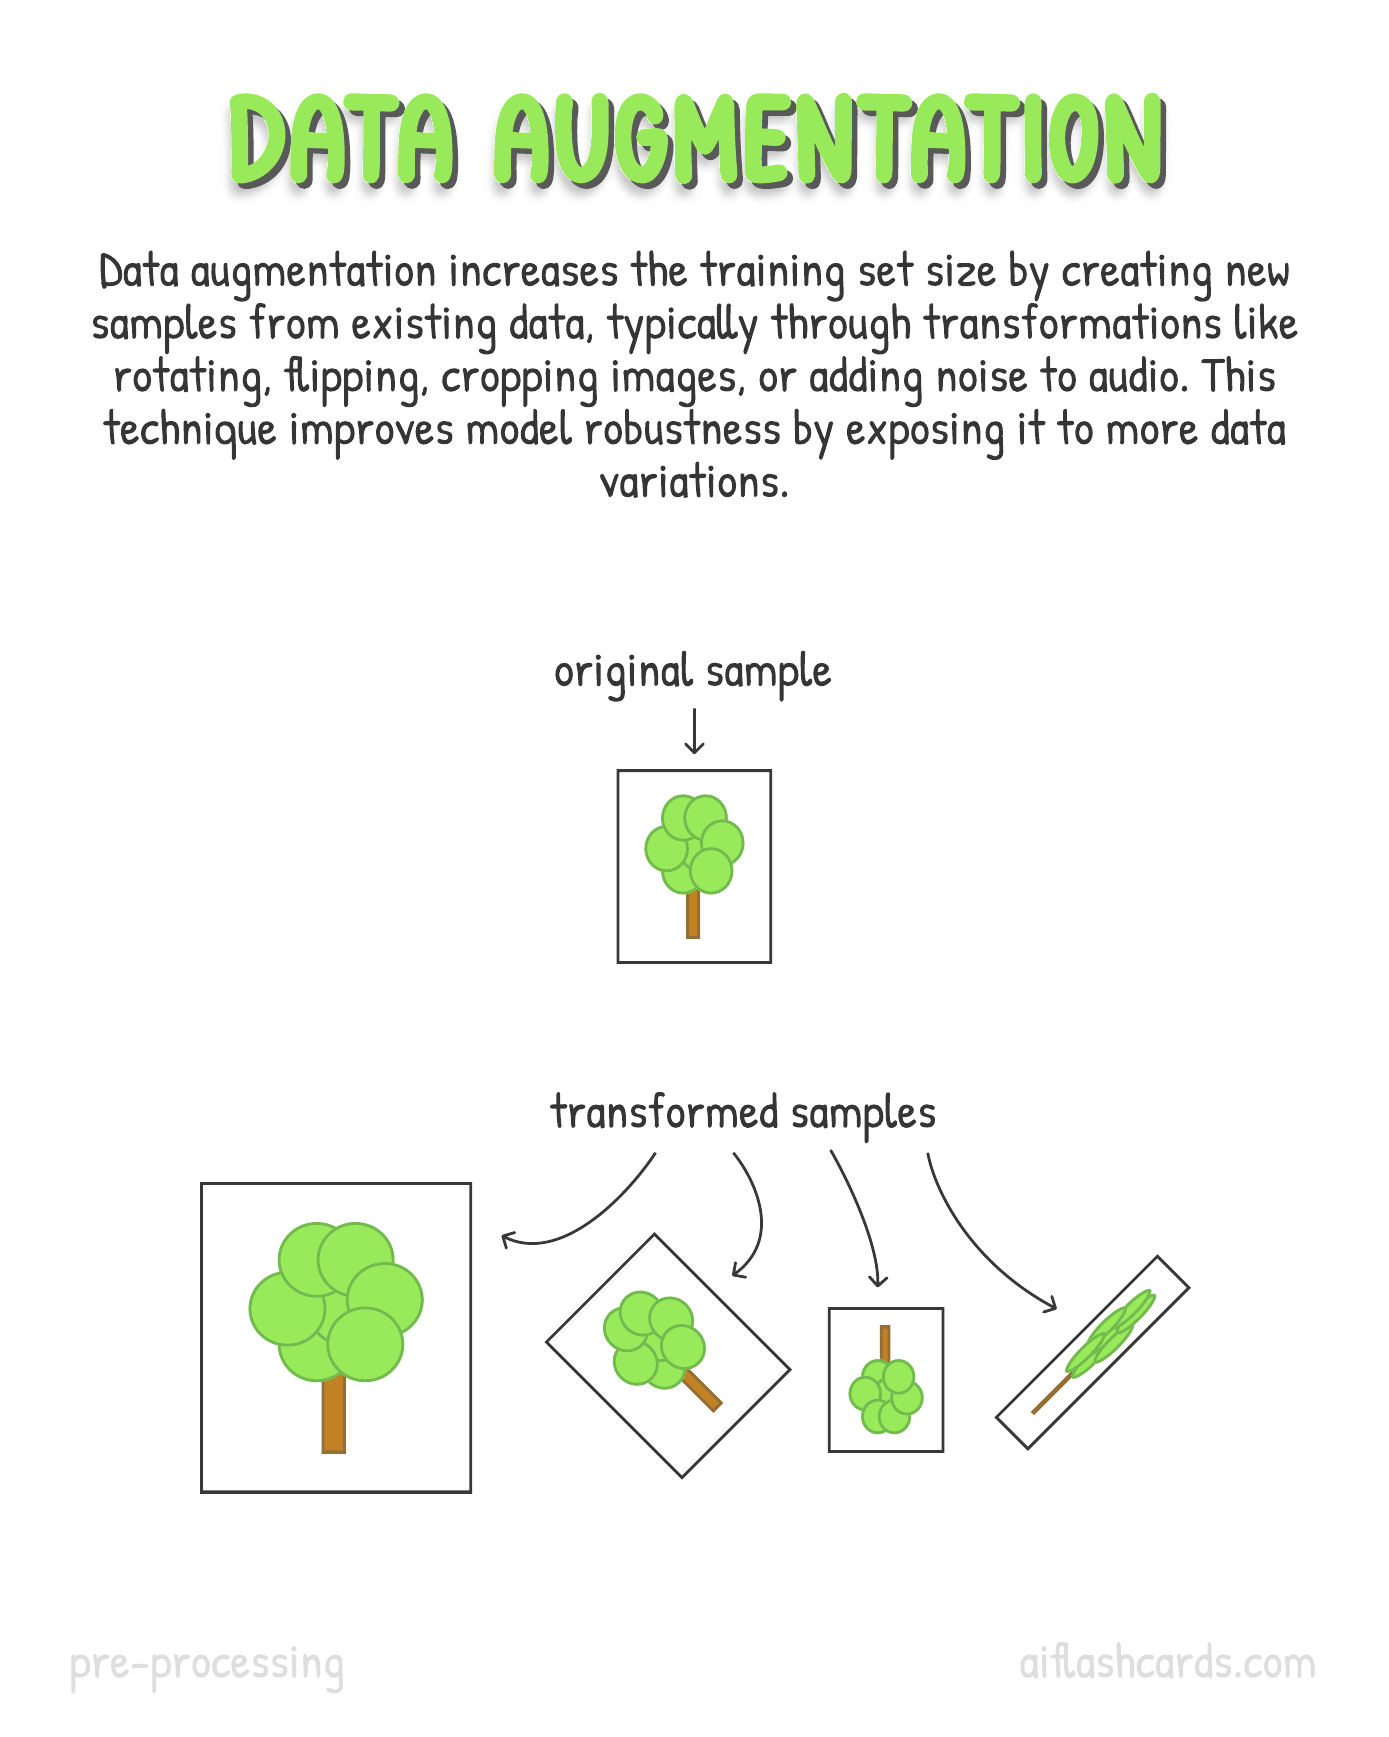 DATA AUGMENTATION
Data augmentation increases the training set size by creating new
samples from existing data, typically through transformations like
rotating, flipping, cropping images, or adding noise to audio. This
technique improves model robustness by exposing it to more data
variations.
original sample
transformed samples
pre-processing
aiflashcards.com